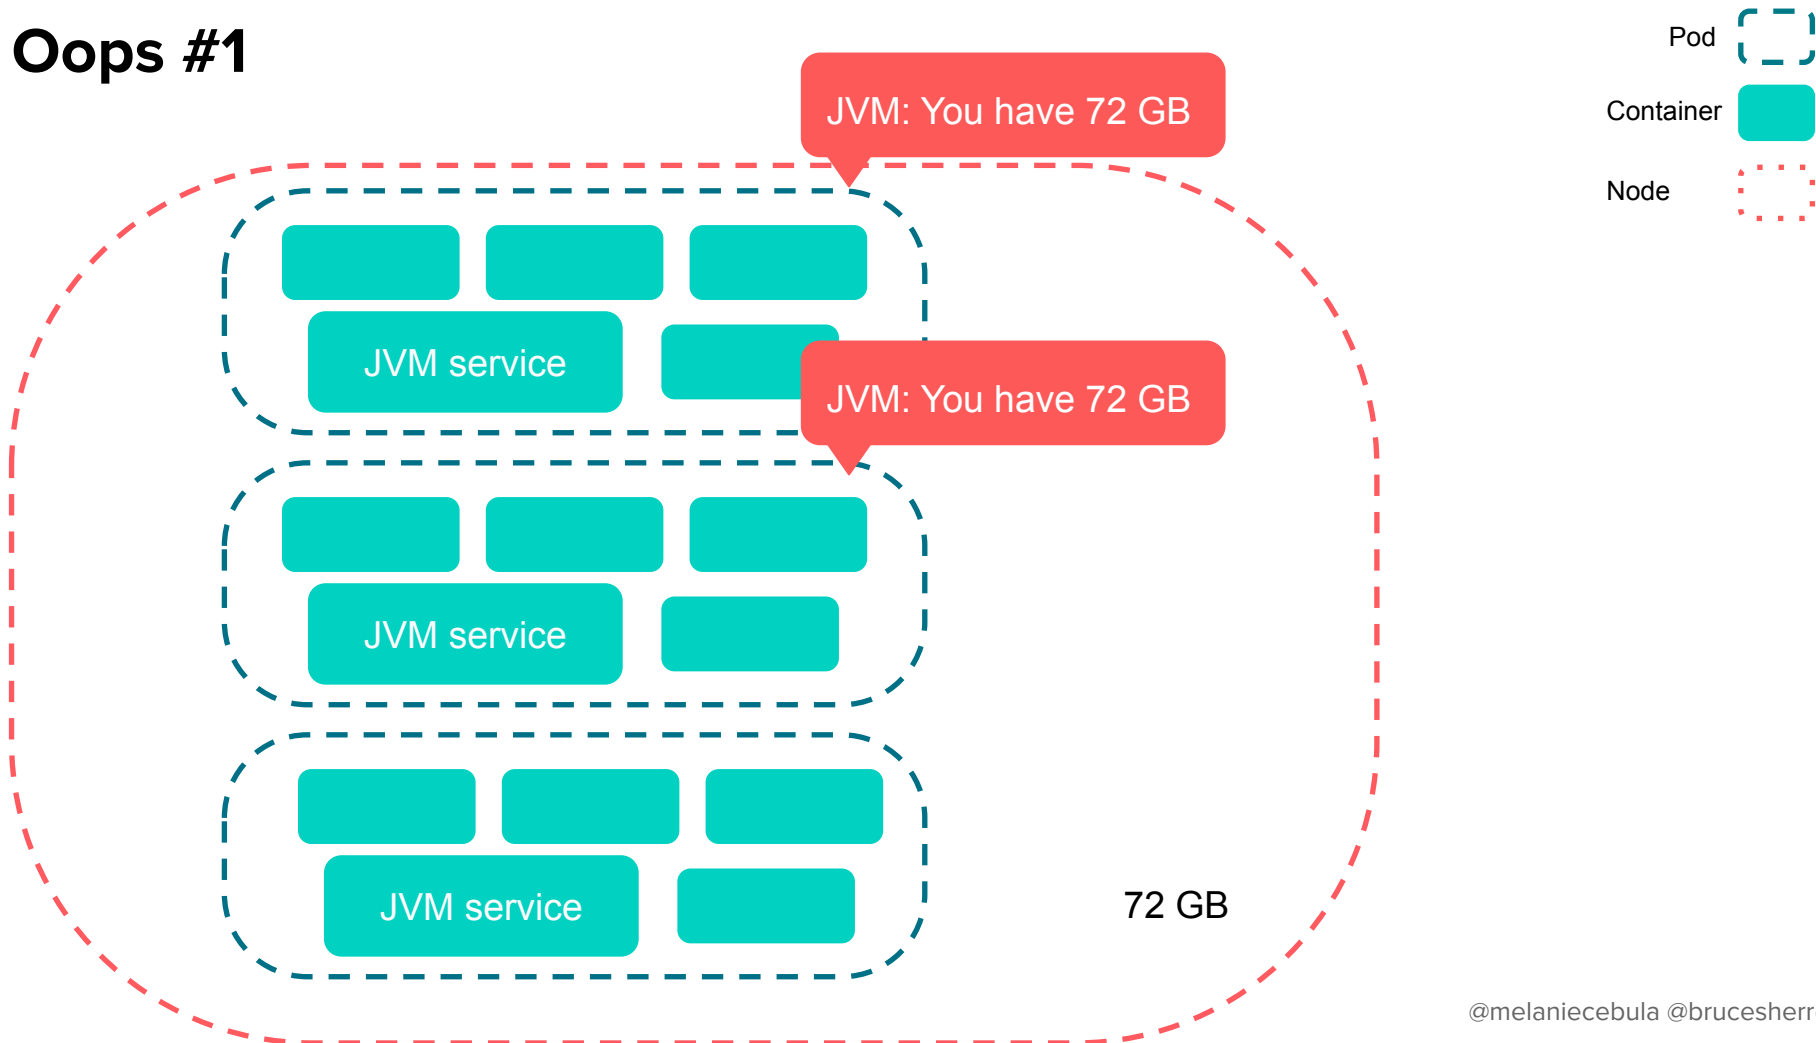 Oops #1
Pod
Container
Node
JVM: You have 72 GB
JVM service
JVM: You have 72 GB
JVM service
JVM service
72 GB
@melaniecebula